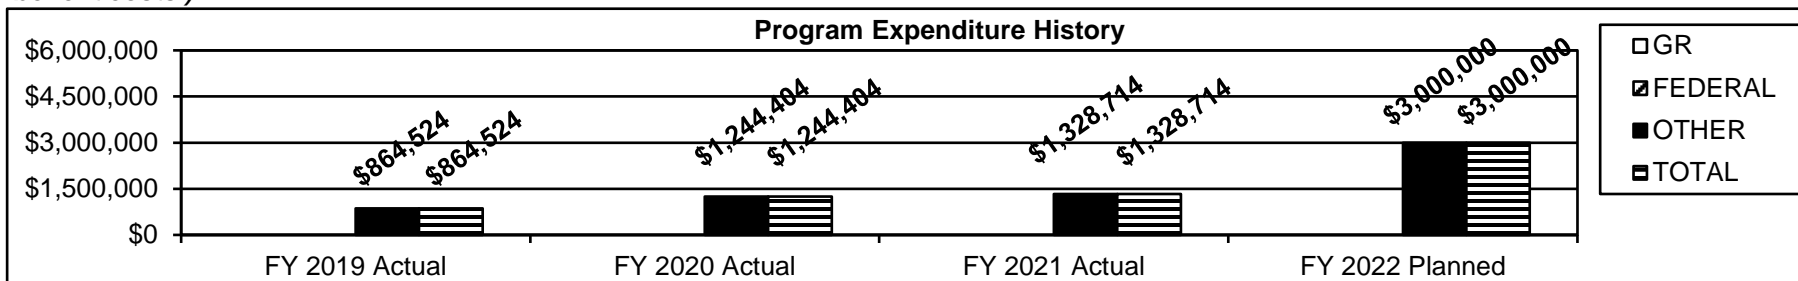 Program Expenditure History
$6,000,000
$4,500,000
$3,000,000
$1,500,000
$0
$864,524
$864,524
$1,244,404
$1,244,404
$1,328,714
$1,328,714
$3,000,000
$3,000,000
FY 2019 Actual
FY 2020 Actual
FY 2021 Actual
FY 2022 Planned
GR
FEDERAL
OTHER
TOTAL